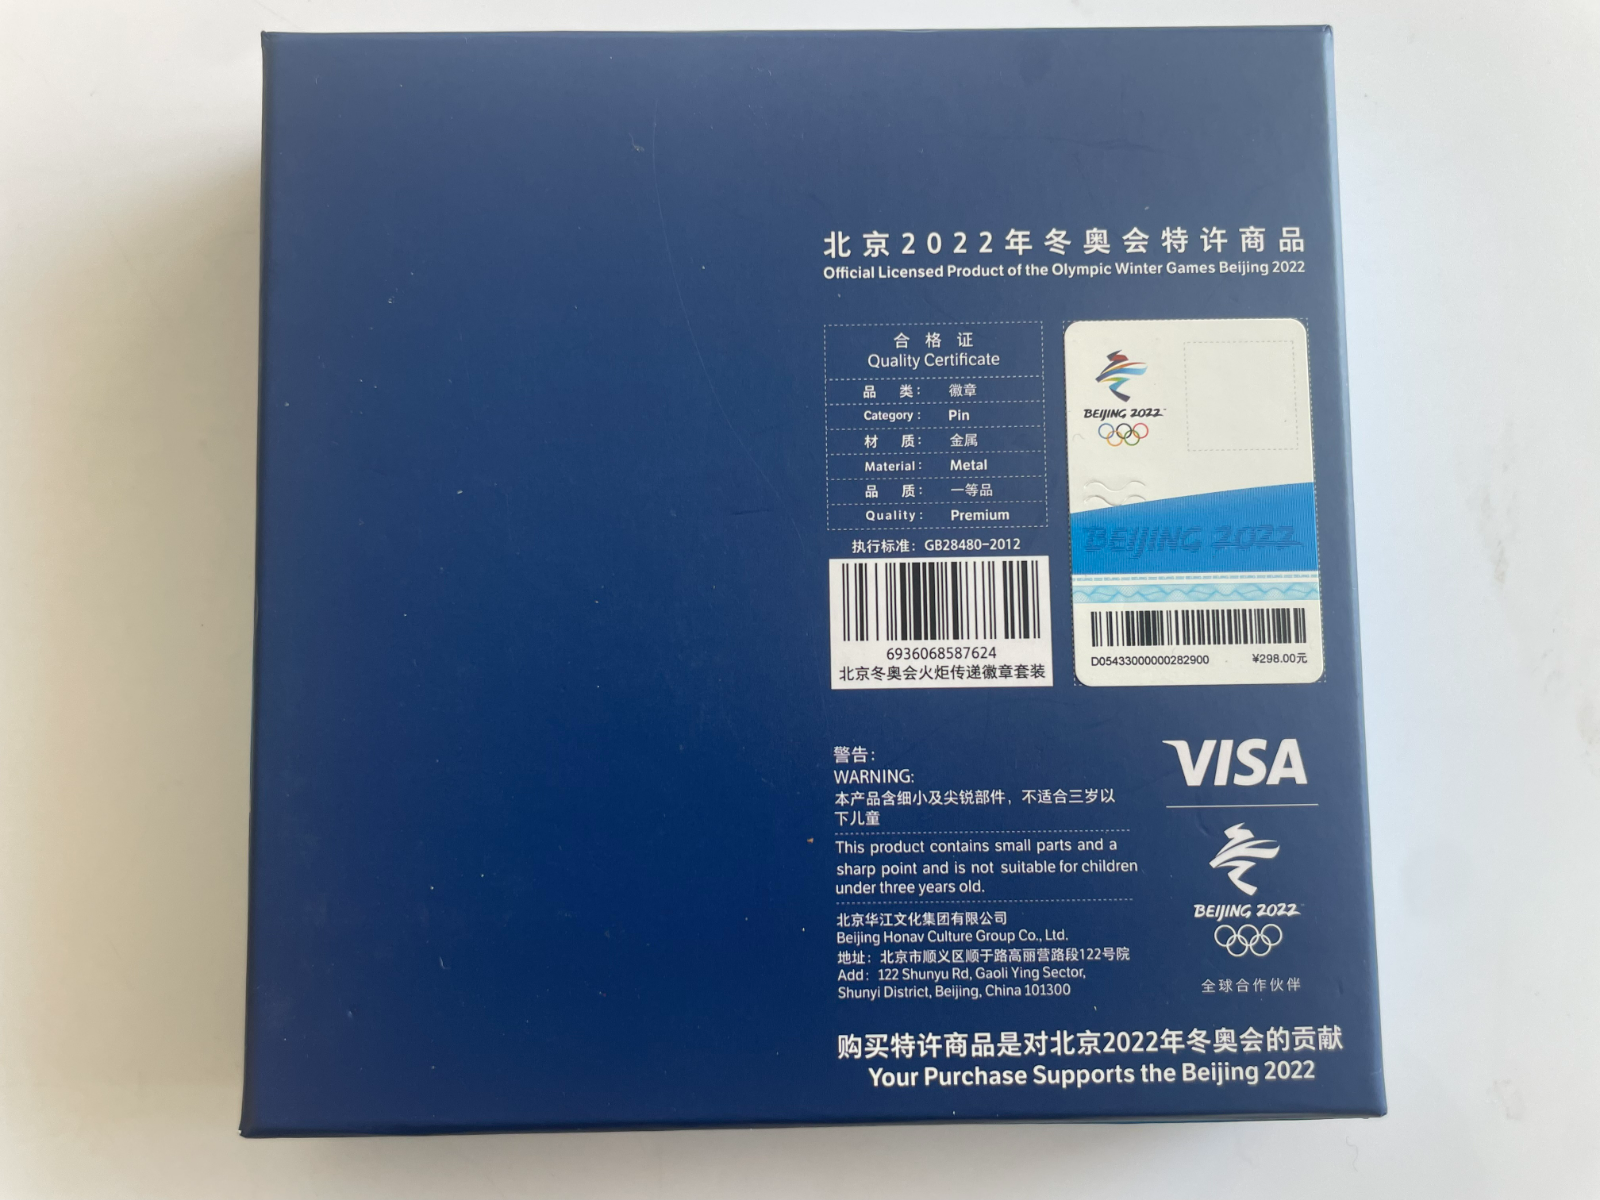 北京2022年冬奥会特许商品
Official Licensed Product of the Olympic Winter Games Beijing 2022
合格证
Quality Certificate
品类： 徽章
Category： Pin
材质： 金属
Material： Metal
品质： 一等品
Quality： Premium
执行标准：GB28480-2012
6936068587624
北京冬奥会火炬传递徽章套装
BEIJING 2022
BEIJING 2022
D05433000000282900 ¥298.00元
警告：
WARNING:
本产品含细小及尖锐部件，不适合三岁以
下儿童
This product contains small parts and a
sharp point and is not suitable for children
under three years old.
北京华江文化集团有限公司
Beijing Honav Culture Group Co., Ltd.
地址：北京市顺义区顺于路高丽营路段122号院
Add：122 Shunyu Rd, Gaoli Ying Sector,
Shunyi District, Beijing, China 101300
VISA
BEIJING 2022
全球合作伙伴
购买特许商品是对北京2022年冬奥会的贡献
Your Purchase Supports the Beijing 2022